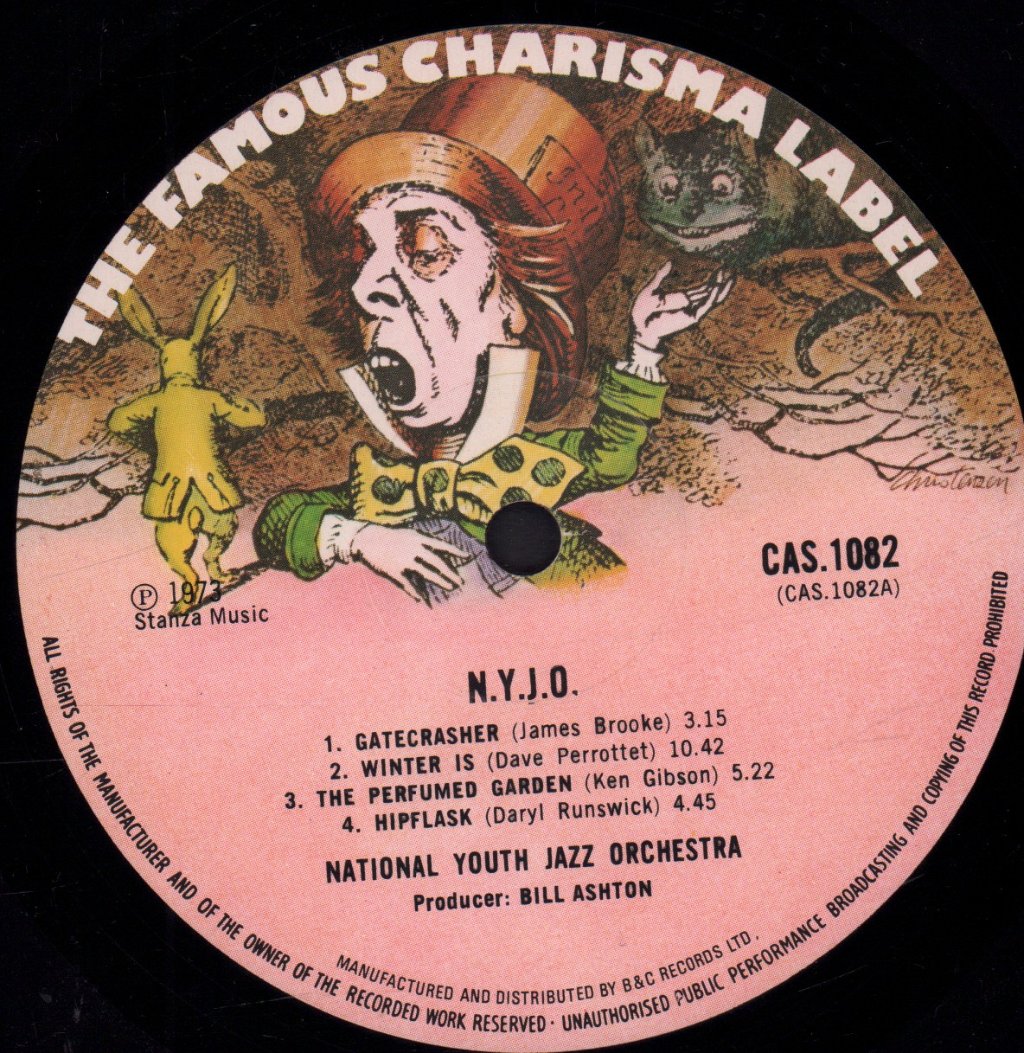 THE FAMOUS CHARISMA LABEL
Christensen
CAS.1082
(CAS.1082A)
℗ 1973
Stanza Music
N.Y.J.O.
1. GATECRASHER (James Brooke) 3.15
2. WINTER IS (Dave Perrottet) 10.42
3. THE PERFUMED GARDEN (Ken Gibson) 5.22
4. HIPFLASK (Daryl Runswick) 4.45
NATIONAL YOUTH JAZZ ORCHESTRA
Producer: BILL ASHTON
MANUFACTURED AND DISTRIBUTED BY B&C RECORDS LTD.
ALL RIGHTS OF THE MANUFACTURER AND OF THE OWNER OF THE RECORDED WORK RESERVED · UNAUTHORISED PUBLIC PERFORMANCE BROADCASTING AND COPYING OF THIS RECORD PROHIBITED